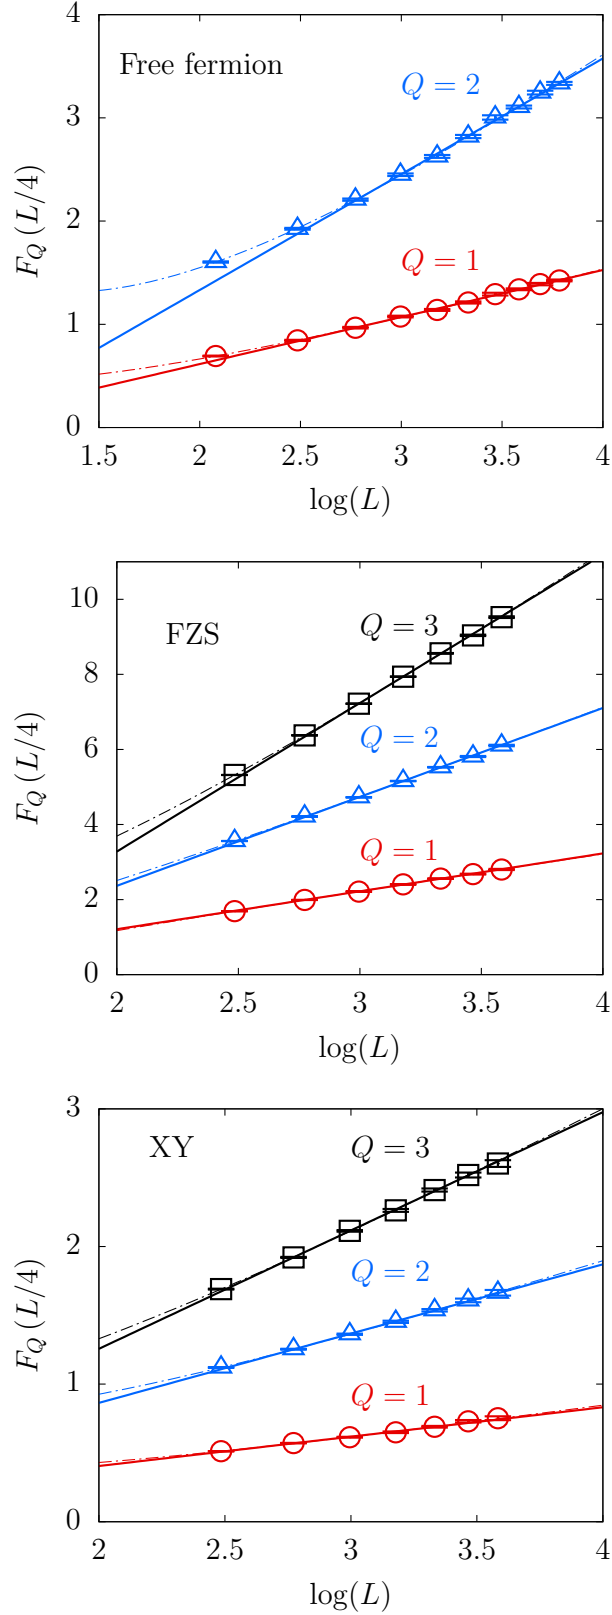 4
3
2
1
0
F_Q (L/4)
Free fermion
Q = 2
Q = 1
1.5 2 2.5 3 3.5 4
log(L)
10
8
6
4
2
0
F_Q (L/4)
FZS
Q = 3
Q = 2
Q = 1
2 2.5 3 3.5 4
log(L)
3
2
1
0
F_Q (L/4)
XY
Q = 3
Q = 2
Q = 1
2 2.5 3 3.5 4
log(L)